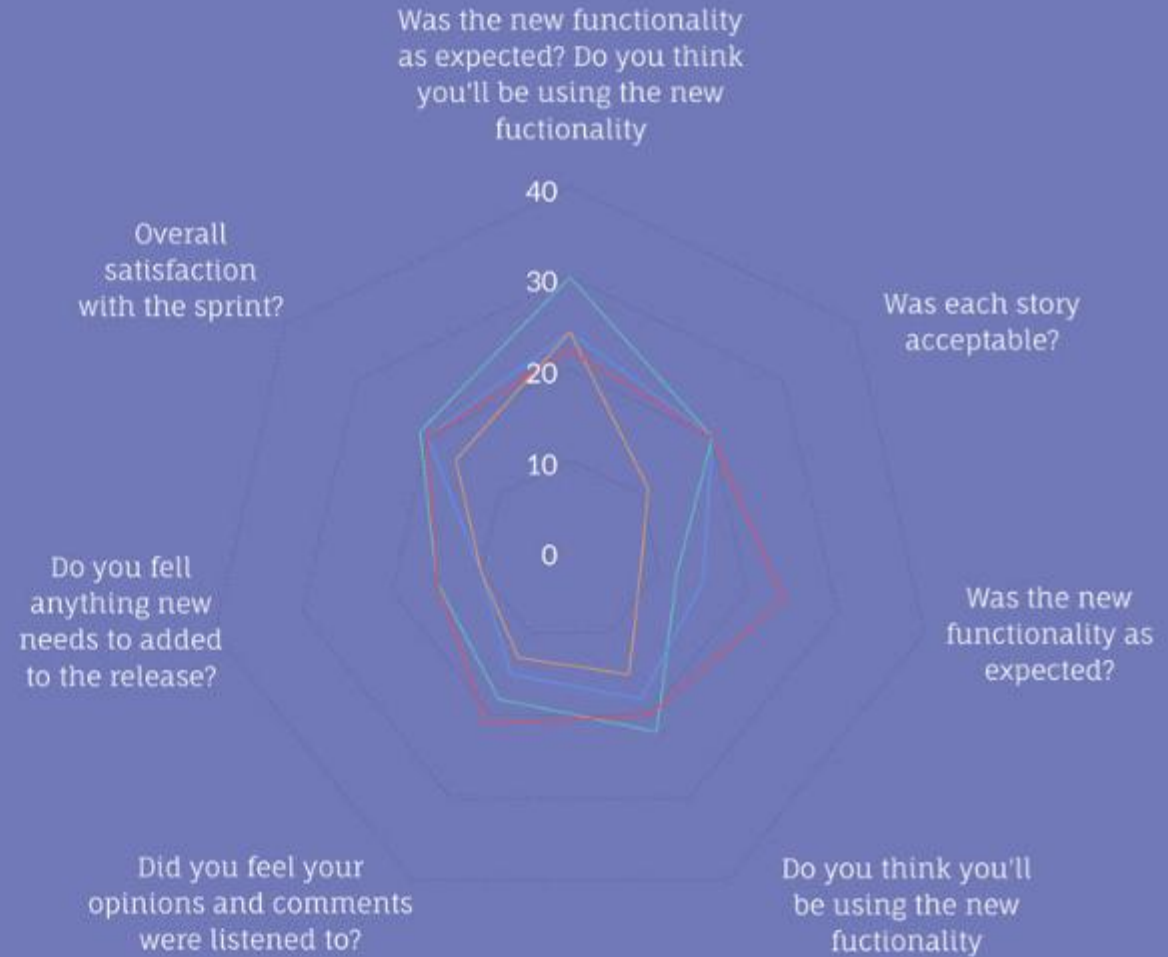 Was the new functionality
as expected? Do you think
you'll be using the new
fuctionality
40
30
20
10
0
Overall
satisfaction
with the sprint?
Was each story
acceptable?
Do you fell
anything new
needs to added
to the release?
Was the new
functionality as
expected?
Did you feel your
opinions and comments
were listened to?
Do you think you'll
be using the new
fuctionality